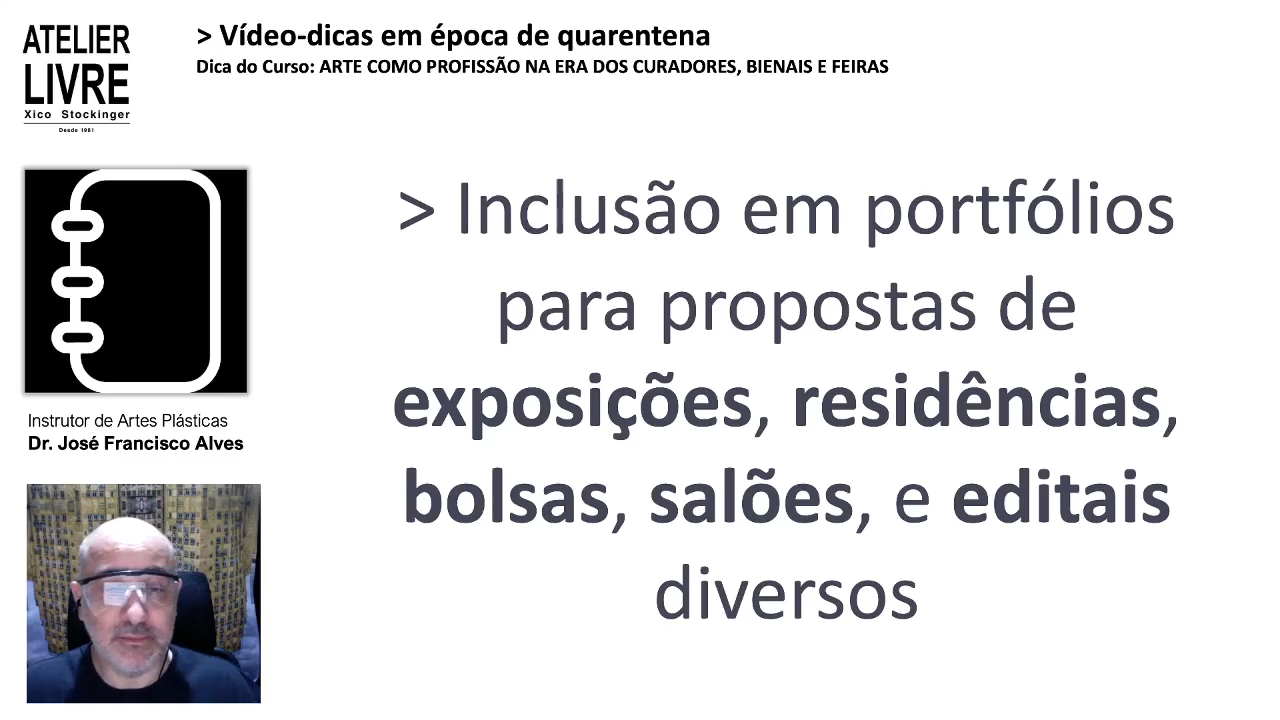 ATELIER
LIVRE
Xico Stockinger
Desde 1961
> Vídeo-dicas em época de quarentena
Dica do Curso: ARTE COMO PROFISSÃO NA ERA DOS CURADORES, BIENAIS E FEIRAS
Instrutor de Artes Plásticas
Dr. José Francisco Alves
> Inclusão em portfólios
para propostas de
exposições, residências,
bolsas, salões, e editais
diversos